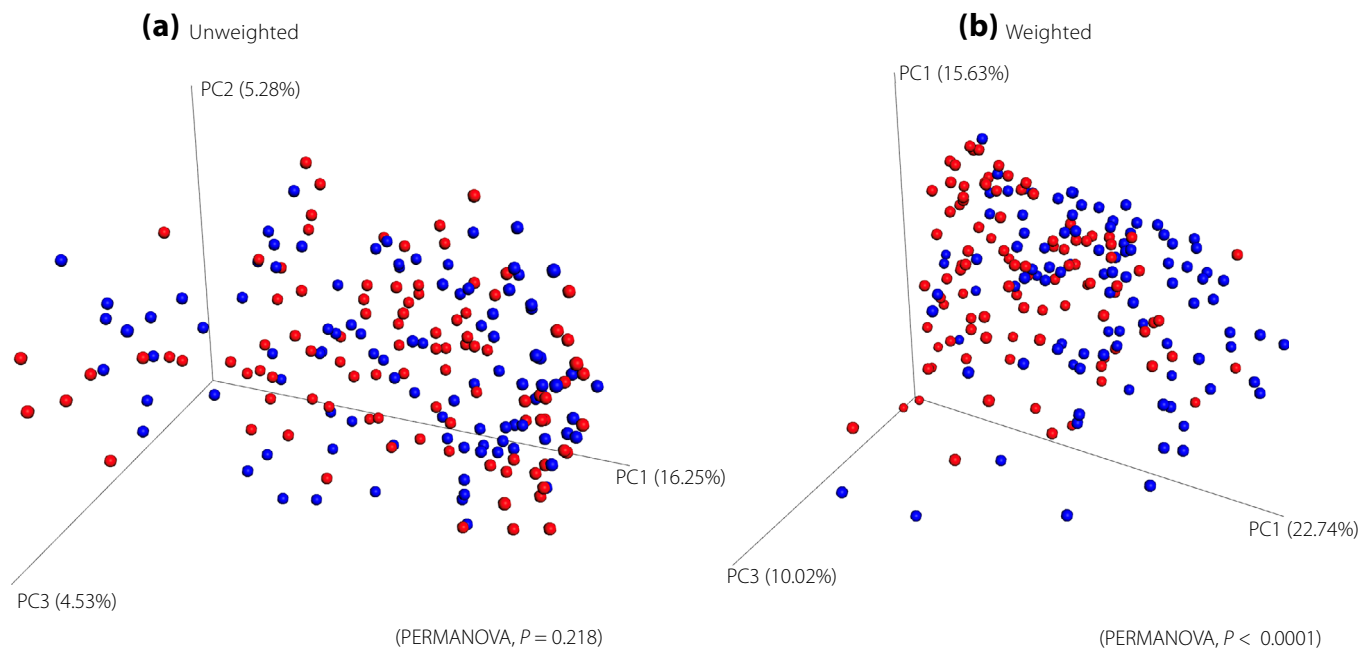 (a) Unweighted
PC2 (5.28%)
PC1 (16.25%)
PC3 (4.53%)
(PERMANOVA, P = 0.218)
(b) Weighted
PC1 (15.63%)
PC1 (22.74%)
PC3 (10.02%)
(PERMANOVA, P < 0.0001)